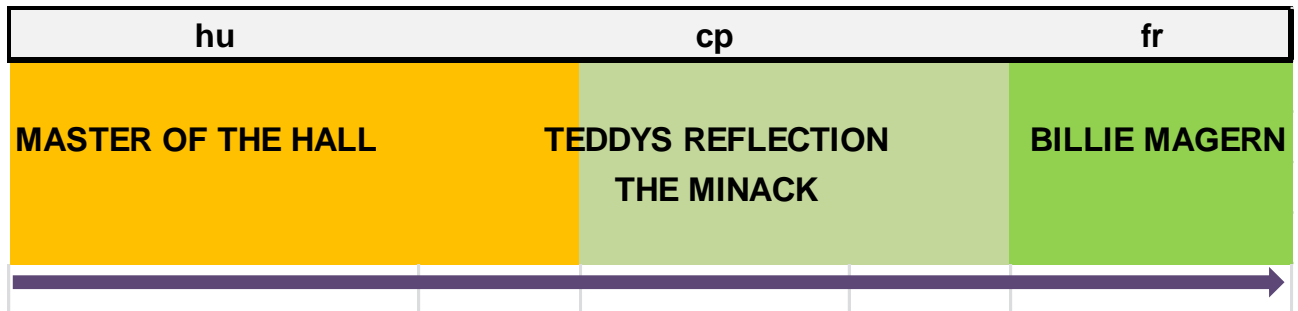 hu cp fr
MASTER OF THE HALL TEDDYS REFLECTION BILLIE MAGERN
THE MINACK